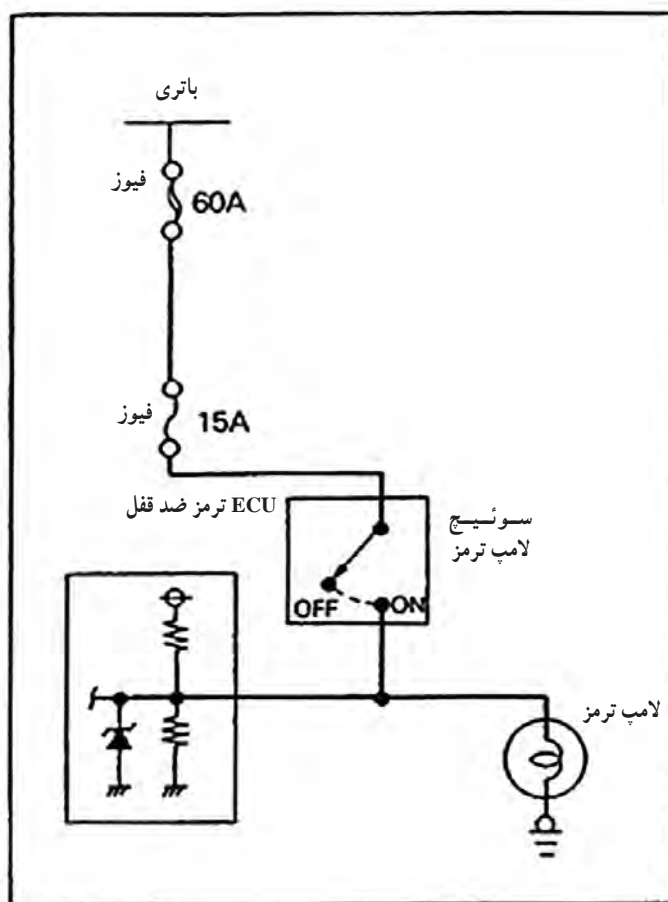 باتری
فیوز
60A
فیوز
15A
ECU ترمز ضد قفل
سوئیچ
لامپ ترمز
OFF
ON
لامپ ترمز